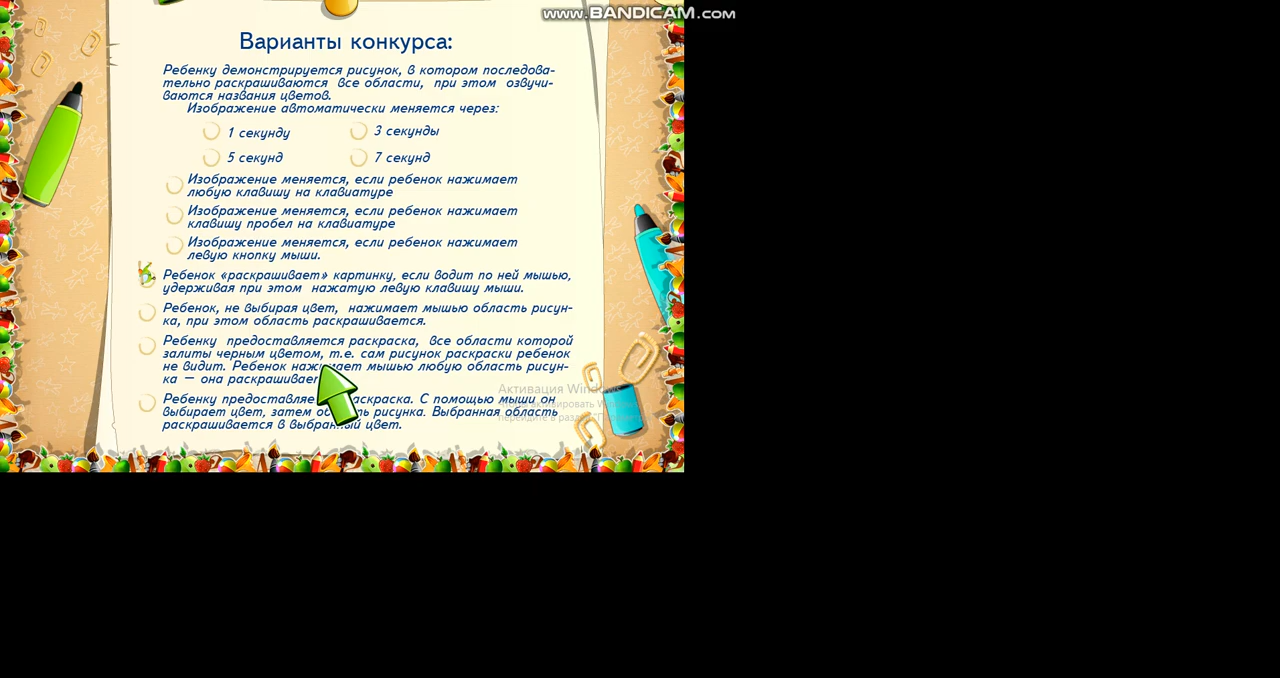 www.BANDICAM.com
Варианты конкурса:
Ребенку демонстрируется рисунок, в котором последова-
тельно раскрашиваются все области, при этом озвучи-
ваются названия цветов.
Изображение автоматически меняется через:
1 секунду 3 секунды
5 секунд 7 секунд
Изображение меняется, если ребенок нажимает
любую клавишу на клавиатуре
Изображение меняется, если ребенок нажимает
клавишу пробел на клавиатуре
Изображение меняется, если ребенок нажимает
левую кнопку мыши.
Ребенок «раскрашивает» картинку, если водит по ней мышью,
удерживая при этом нажатую левую клавишу мыши.
Ребенок, не выбирая цвет, нажимает мышью область рисун-
ка, при этом область раскрашивается.
Ребенку предоставляется раскраска, все области которой
залиты черным цветом, т.е. сам рисунок раскраски ребенок
не видит. Ребенок нажимает мышью любую область рисун-
ка – она раскрашивае
Активация Windows
Ребенку предоставляе раскраска. С помощью мыши он
выбирает цвет, затем область рисунка. Выбранная область
раскрашивается в выбранный цвет.